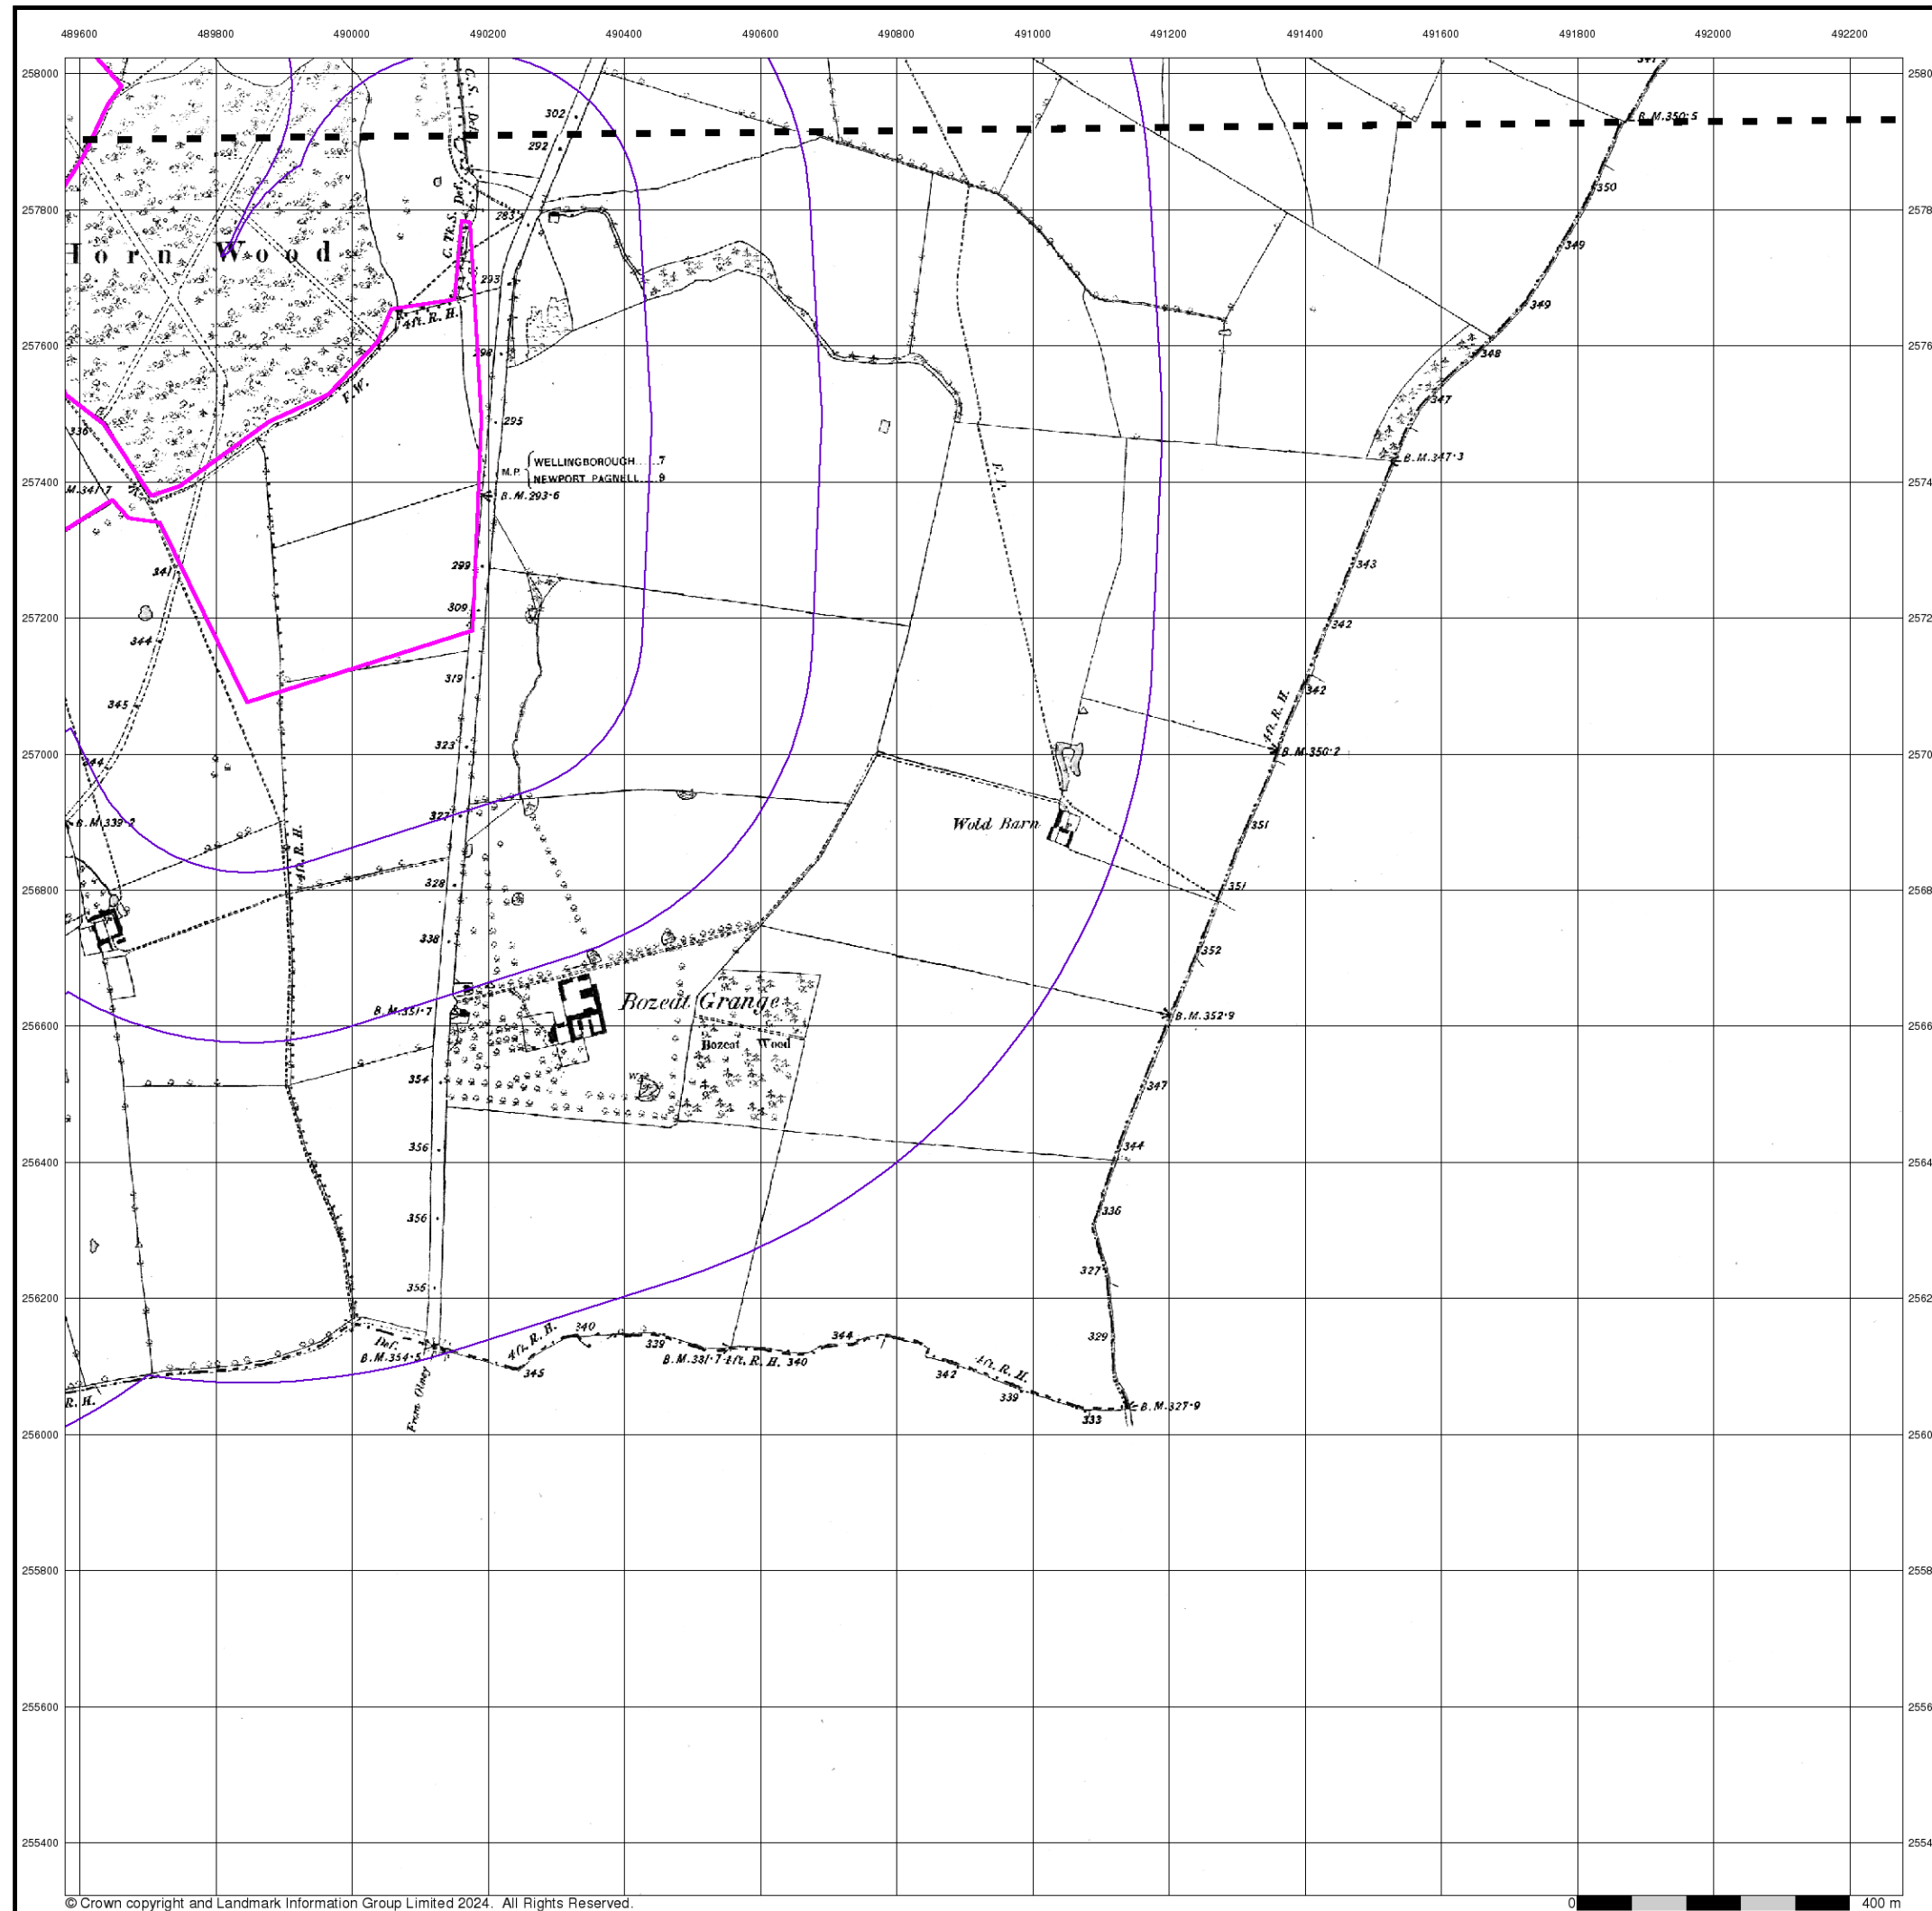 489600 489800 490000 490200 490400 490600 490800 491000 491200 491400 491600 491800 492000 492200
258000
B.M.350·5
302
292
350
257800
283
349
Horn Wood
293
349
4ft. R. H.
257600
298
348
F.W.
347
295
336
WELLINGBOROUGH......7
M.P.
NEWPORT PAGNELL...9
B.M.347·3
257400
B.M.293·6
F.P.
341
299
343
309
257200
342
344
319
342
345
4ft. R. H.
323
257000
B.M.350·2
344
327
B.M.339·2
Wold Barn
351
4ft. R. H.
328
351
256800
338
352
Bozeat Grange
B.M.351·7
B.M.352·9
256600
Bozeat Wood
W
354
347
356
344
256400
356
336
327
356
256200
Def.
4ft. R. H.
340
339
344
329
B.M.354·5
345
B.M.331·7
4ft. R. H.
340
342
4ft. R. H.
339
R. H.
From Olney
333
B.M.327·9
256000
255800
255600
255400
© Crown copyright and Landmark Information Group Limited 2024. All Rights Reserved.
0 400 m